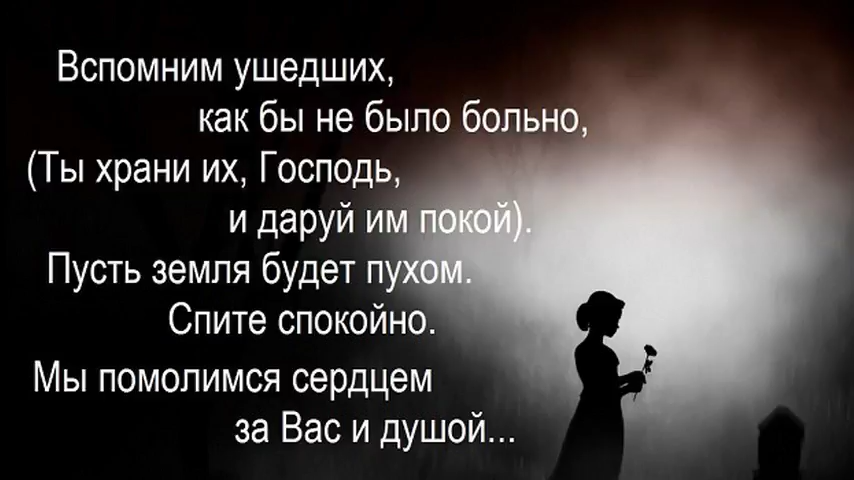 Вспомним ушедших,
как бы не было больно,
(Ты храни их, Господь,
и даруй им покой).
Пусть земля будет пухом.
Спите спокойно.
Мы помолимся сердцем
за Вас и душой...